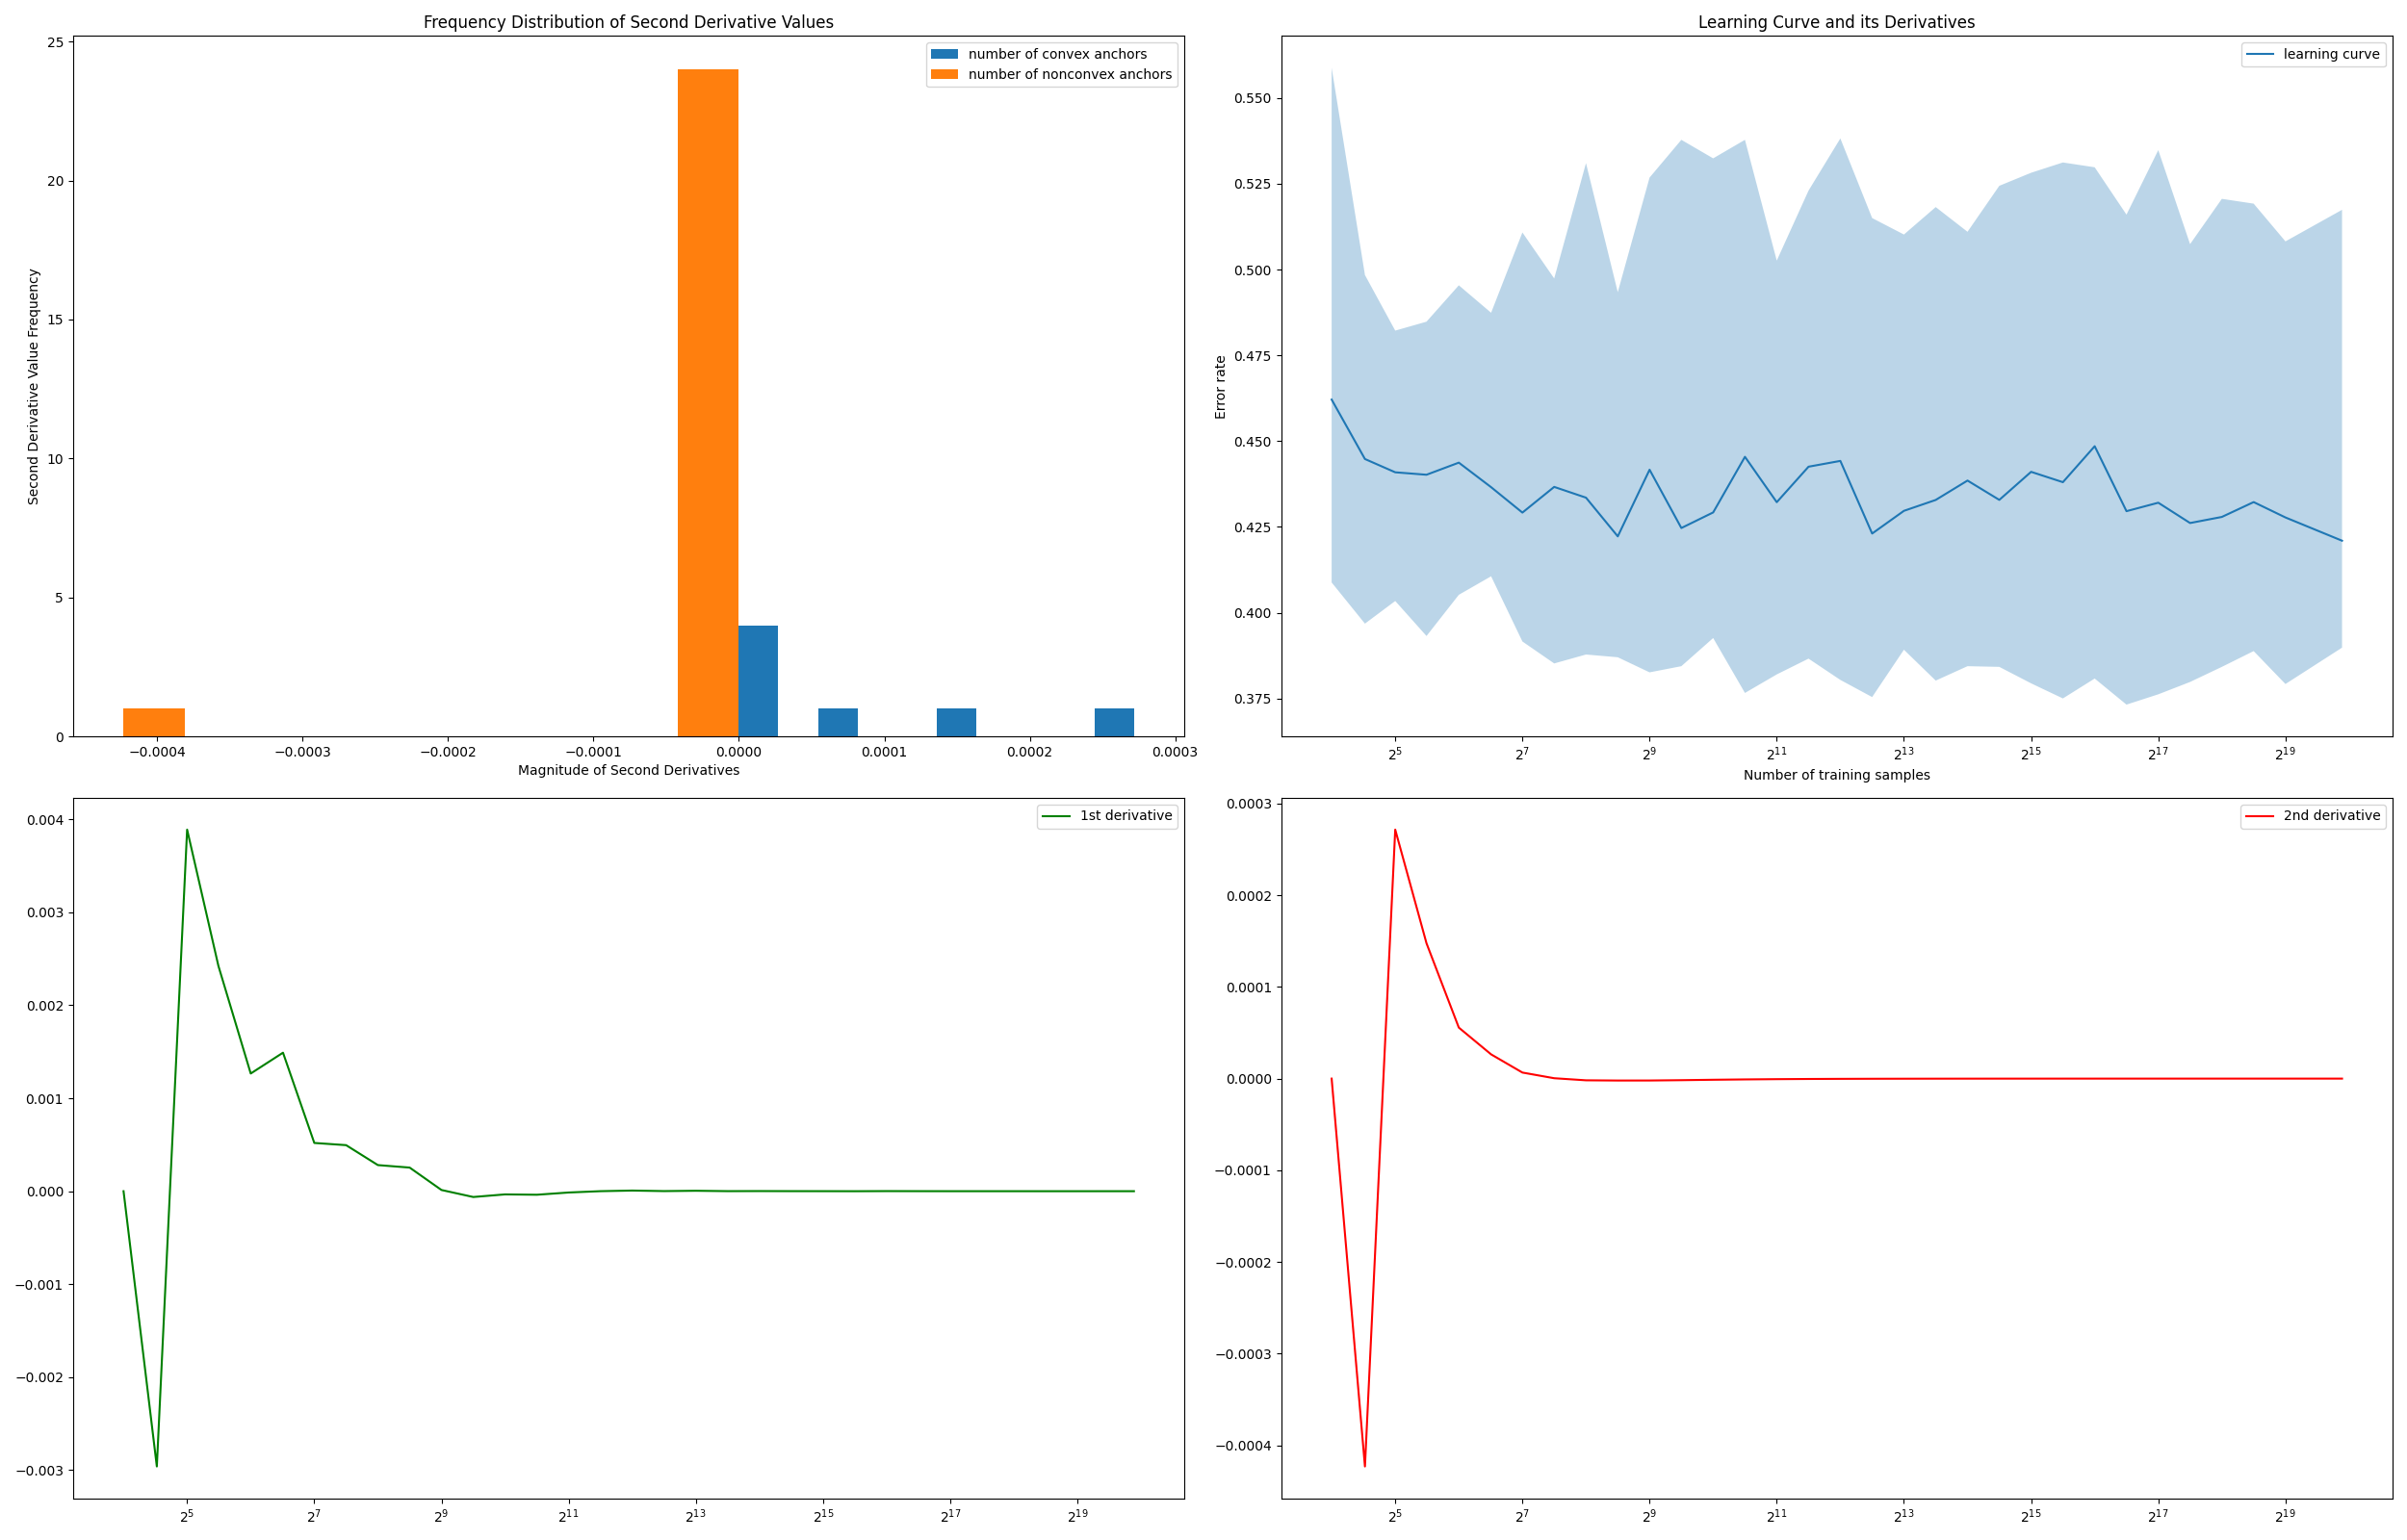 Frequency Distribution of Second Derivative Values
number of convex anchors
number of nonconvex anchors
25
20
15
10
5
0
Second Derivative Value Frequency
−0.0004 −0.0003 −0.0002 −0.0001 0.0000 0.0001 0.0002 0.0003
Magnitude of Second Derivatives
Learning Curve and its Derivatives
learning curve
0.550
0.525
0.500
0.475
0.450
0.425
0.400
0.375
Error rate
2^5 2^7 2^9 2^11 2^13 2^15 2^17 2^19
Number of training samples
1st derivative
0.004
0.003
0.002
0.001
0.000
−0.001
−0.002
−0.003
2^5 2^7 2^9 2^11 2^13 2^15 2^17 2^19
2nd derivative
0.0003
0.0002
0.0001
0.0000
−0.0001
−0.0002
−0.0003
−0.0004
2^5 2^7 2^9 2^11 2^13 2^15 2^17 2^19